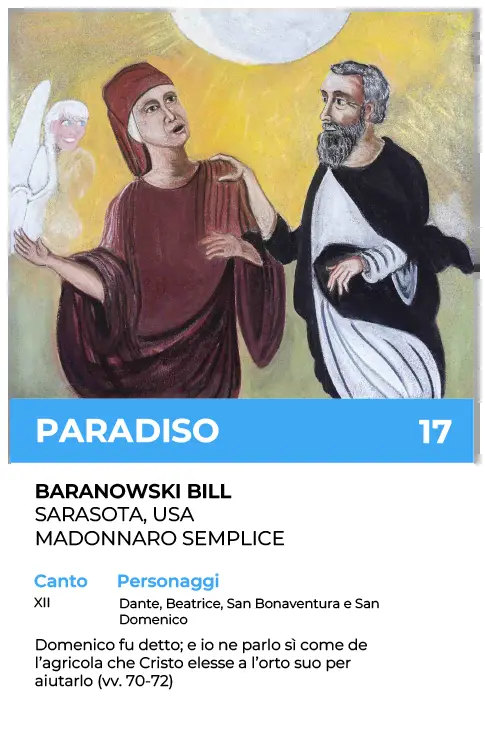 PARADISO 17
BARANOWSKI BILL
SARASOTA, USA
MADONNARO SEMPLICE
Canto Personaggi
XII Dante, Beatrice, San Bonaventura e San
Domenico
Domenico fu detto; e io ne parlo sì come de
l’agricola che Cristo elesse a l’orto suo per
aiutarlo (vv. 70-72)